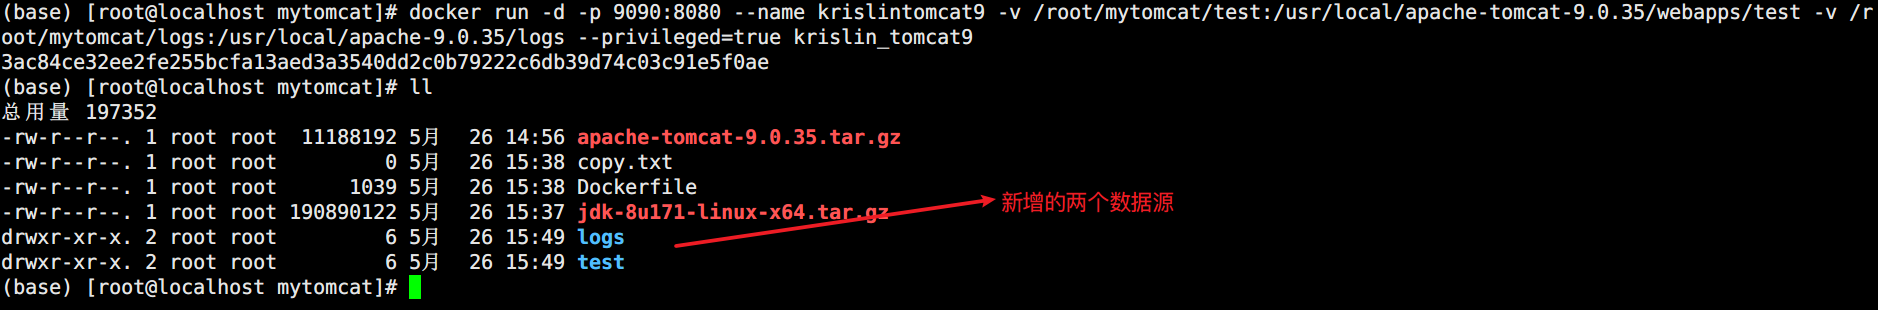 (base) [root@localhost mytomcat]# docker run -d -p 9090:8080 --name krislintomcat9 -v /root/mytomcat/test:/usr/local/apache-tomcat-9.0.35/webapps/test -v /r
oot/mytomcat/logs:/usr/local/apache-9.0.35/logs --privileged=true krislin_tomcat9
3ac84ce32ee2fe255bcfa13aed3a3540dd2c0b79222c6db39d74c03c91e5f0ae
(base) [root@localhost mytomcat]# ll
总用量 197352
-rw-r--r--. 1 root root  11188192 5月  26 14:56 apache-tomcat-9.0.35.tar.gz
-rw-r--r--. 1 root root         0 5月  26 15:38 copy.txt
-rw-r--r--. 1 root root      1039 5月  26 15:38 Dockerfile
新增的两个数据源
-rw-r--r--. 1 root root 190890122 5月  26 15:37 jdk-8u171-linux-x64.tar.gz
drwxr-xr-x. 2 root root         6 5月  26 15:49 logs
drwxr-xr-x. 2 root root         6 5月  26 15:49 test
(base) [root@localhost mytomcat]#